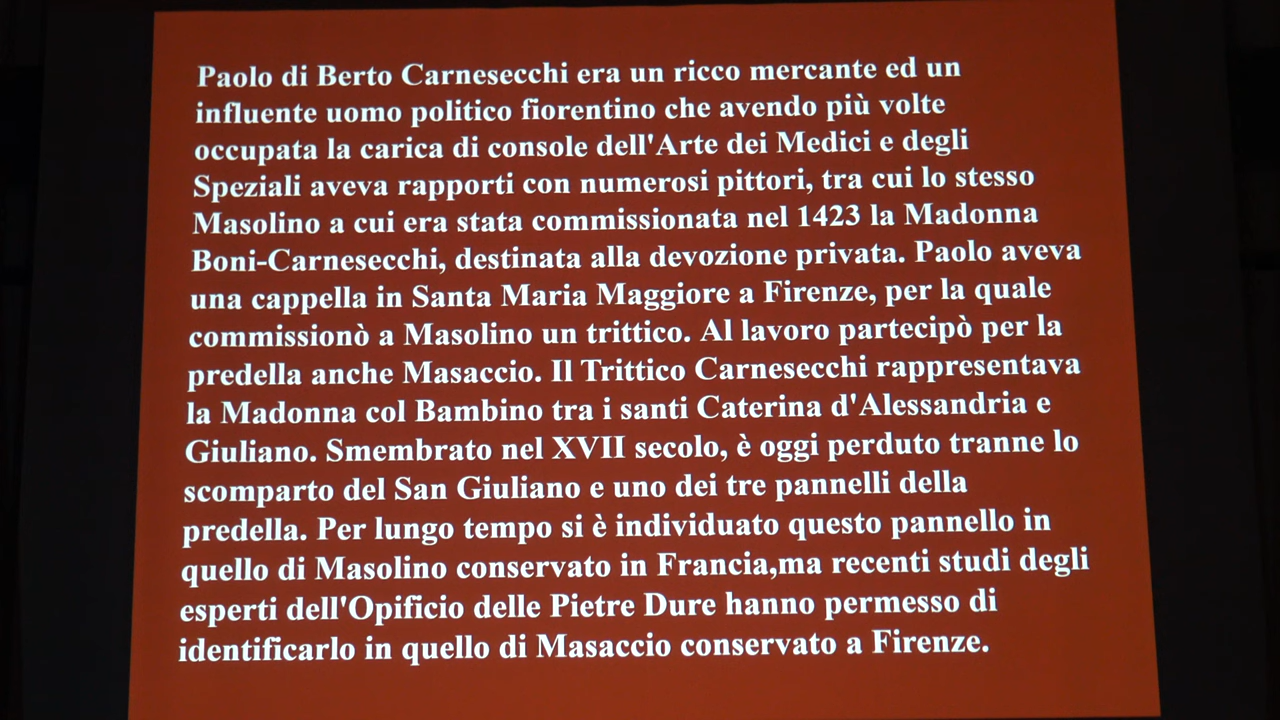 Paolo di Berto Carnesecchi era un ricco mercante ed un
influente uomo politico fiorentino che avendo più volte
occupata la carica di console dell'Arte dei Medici e degli
Speziali aveva rapporti con numerosi pittori, tra cui lo stesso
Masolino a cui era stata commissionata nel 1423 la Madonna
Boni-Carnesecchi, destinata alla devozione privata. Paolo aveva
una cappella in Santa Maria Maggiore a Firenze, per la quale
commissionò a Masolino un trittico. Al lavoro partecipò per la
predella anche Masaccio. Il Trittico Carnesecchi rappresentava
la Madonna col Bambino tra i santi Caterina d'Alessandria e
Giuliano. Smembrato nel XVII secolo, è oggi perduto tranne lo
scomparto del San Giuliano e uno dei tre pannelli della
predella. Per lungo tempo si è individuato questo pannello in
quello di Masolino conservato in Francia,ma recenti studi degli
esperti dell'Opificio delle Pietre Dure hanno permesso di
identificarlo in quello di Masaccio conservato a Firenze.